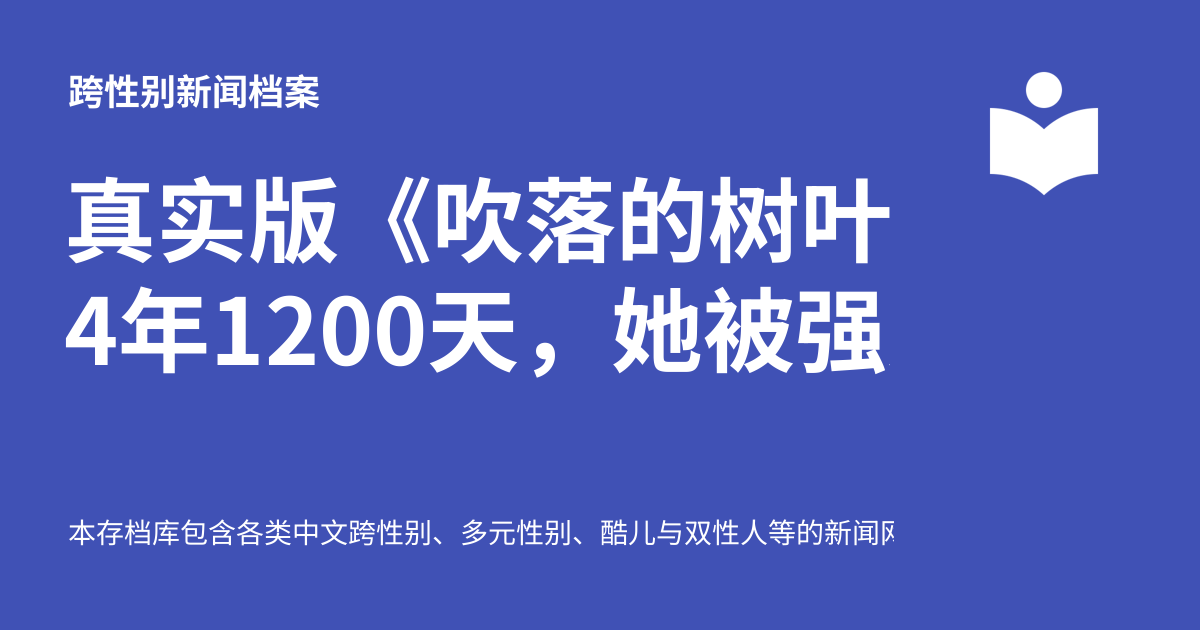 跨性别新闻档案
真实版《吹落的树叶
4年1200天，她被强
本存档库包含各类中文跨性别、多元性别、酷儿与双性人等的新闻网